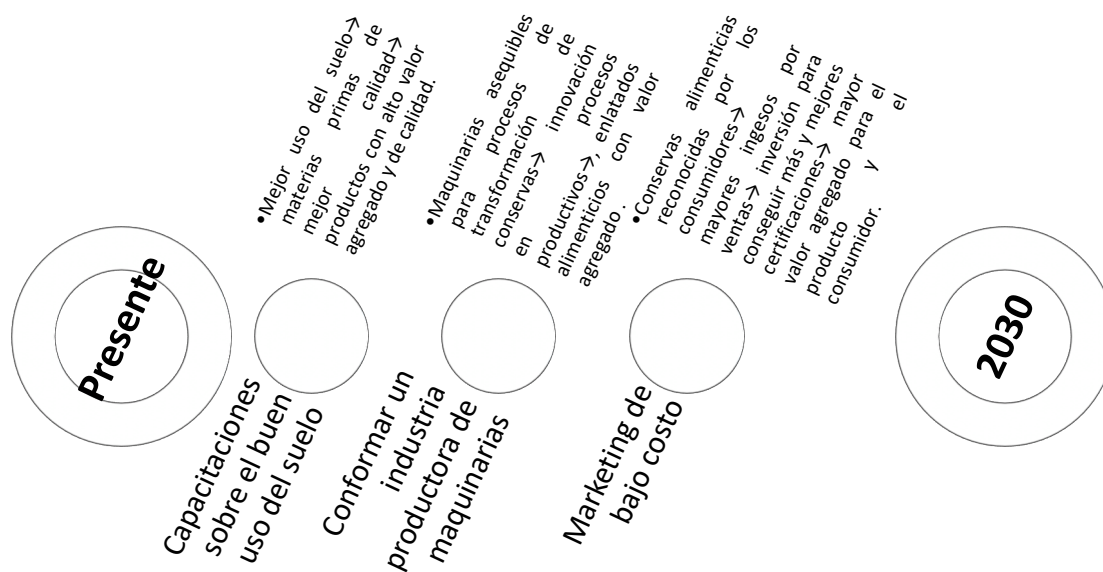 Presente
Capacitaciones
sobre el buen
uso del suelo
•Mejor uso del suelo→
materias primas de
mejor calidad→
productos con alto valor
agregado y de calidad.
Conformar un
industria
productora de
maquinarias
•Maquinarias asequibles
para procesos de
transformación de
conservas→ innovación
en procesos
productivos→, enlatados
alimenticios con valor
agregado .
Marketing de
bajo costo
•Conservas alimenticias
reconocidas por los
consumidores→
mayores ingesos por
ventas→ inversión para
conseguir más y mejores
certificaciones→ mayor
valor agregado para el
producto y el
consumidor.
2030